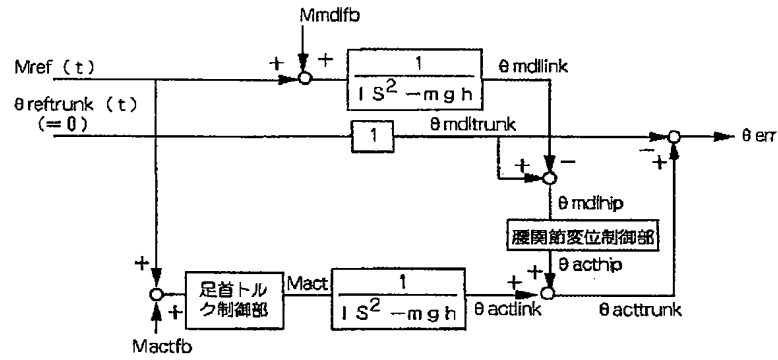 Mmdlfb
Mref (t)
+
+
1
IS²-mgh
θmdllink
θreftrunk (t)
(=0)
1
θmdltrunk
-
+
θerr
+
-
θmdlhip
腰関節変位制御部
+
θacthip
+
+
足首トル
ク制御部
Mact
1
IS²-mgh
θactlink
+
θacttrunk
+
Mactfb